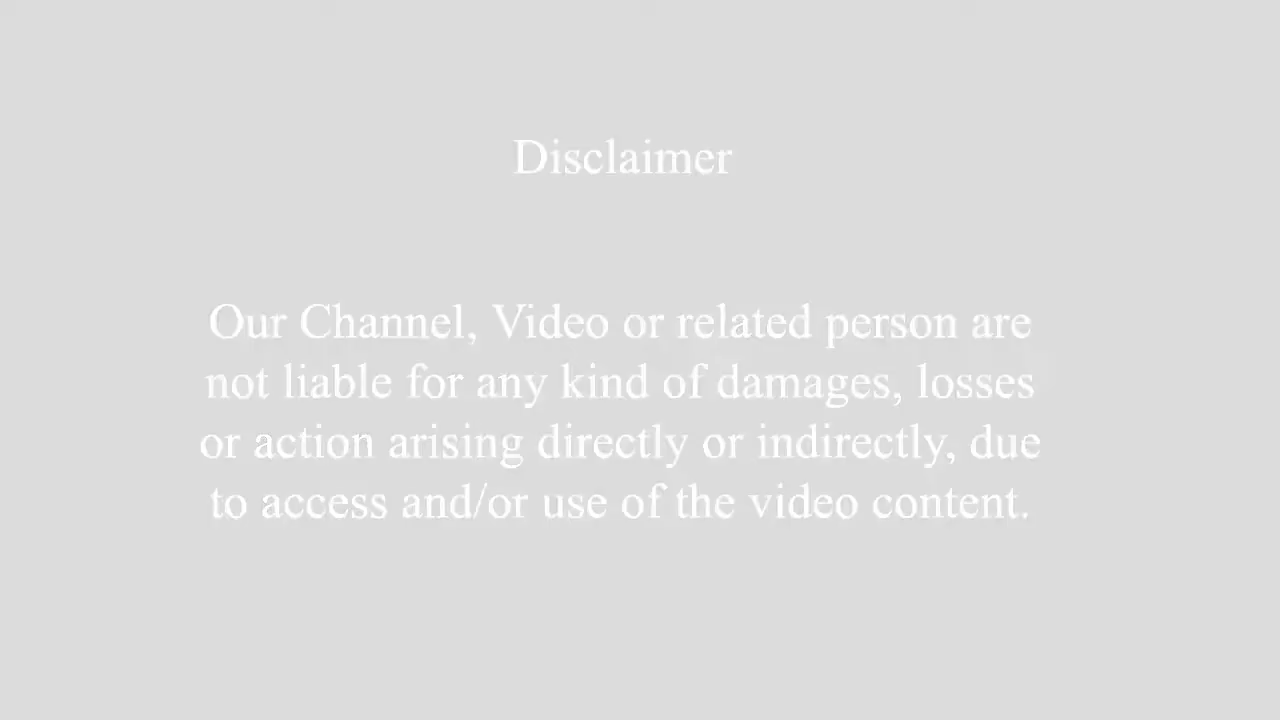 Disclaimer
Our Channel, Video or related person are
not liable for any kind of damages, losses
or action arising directly or indirectly, due
to access and/or use of the video content.